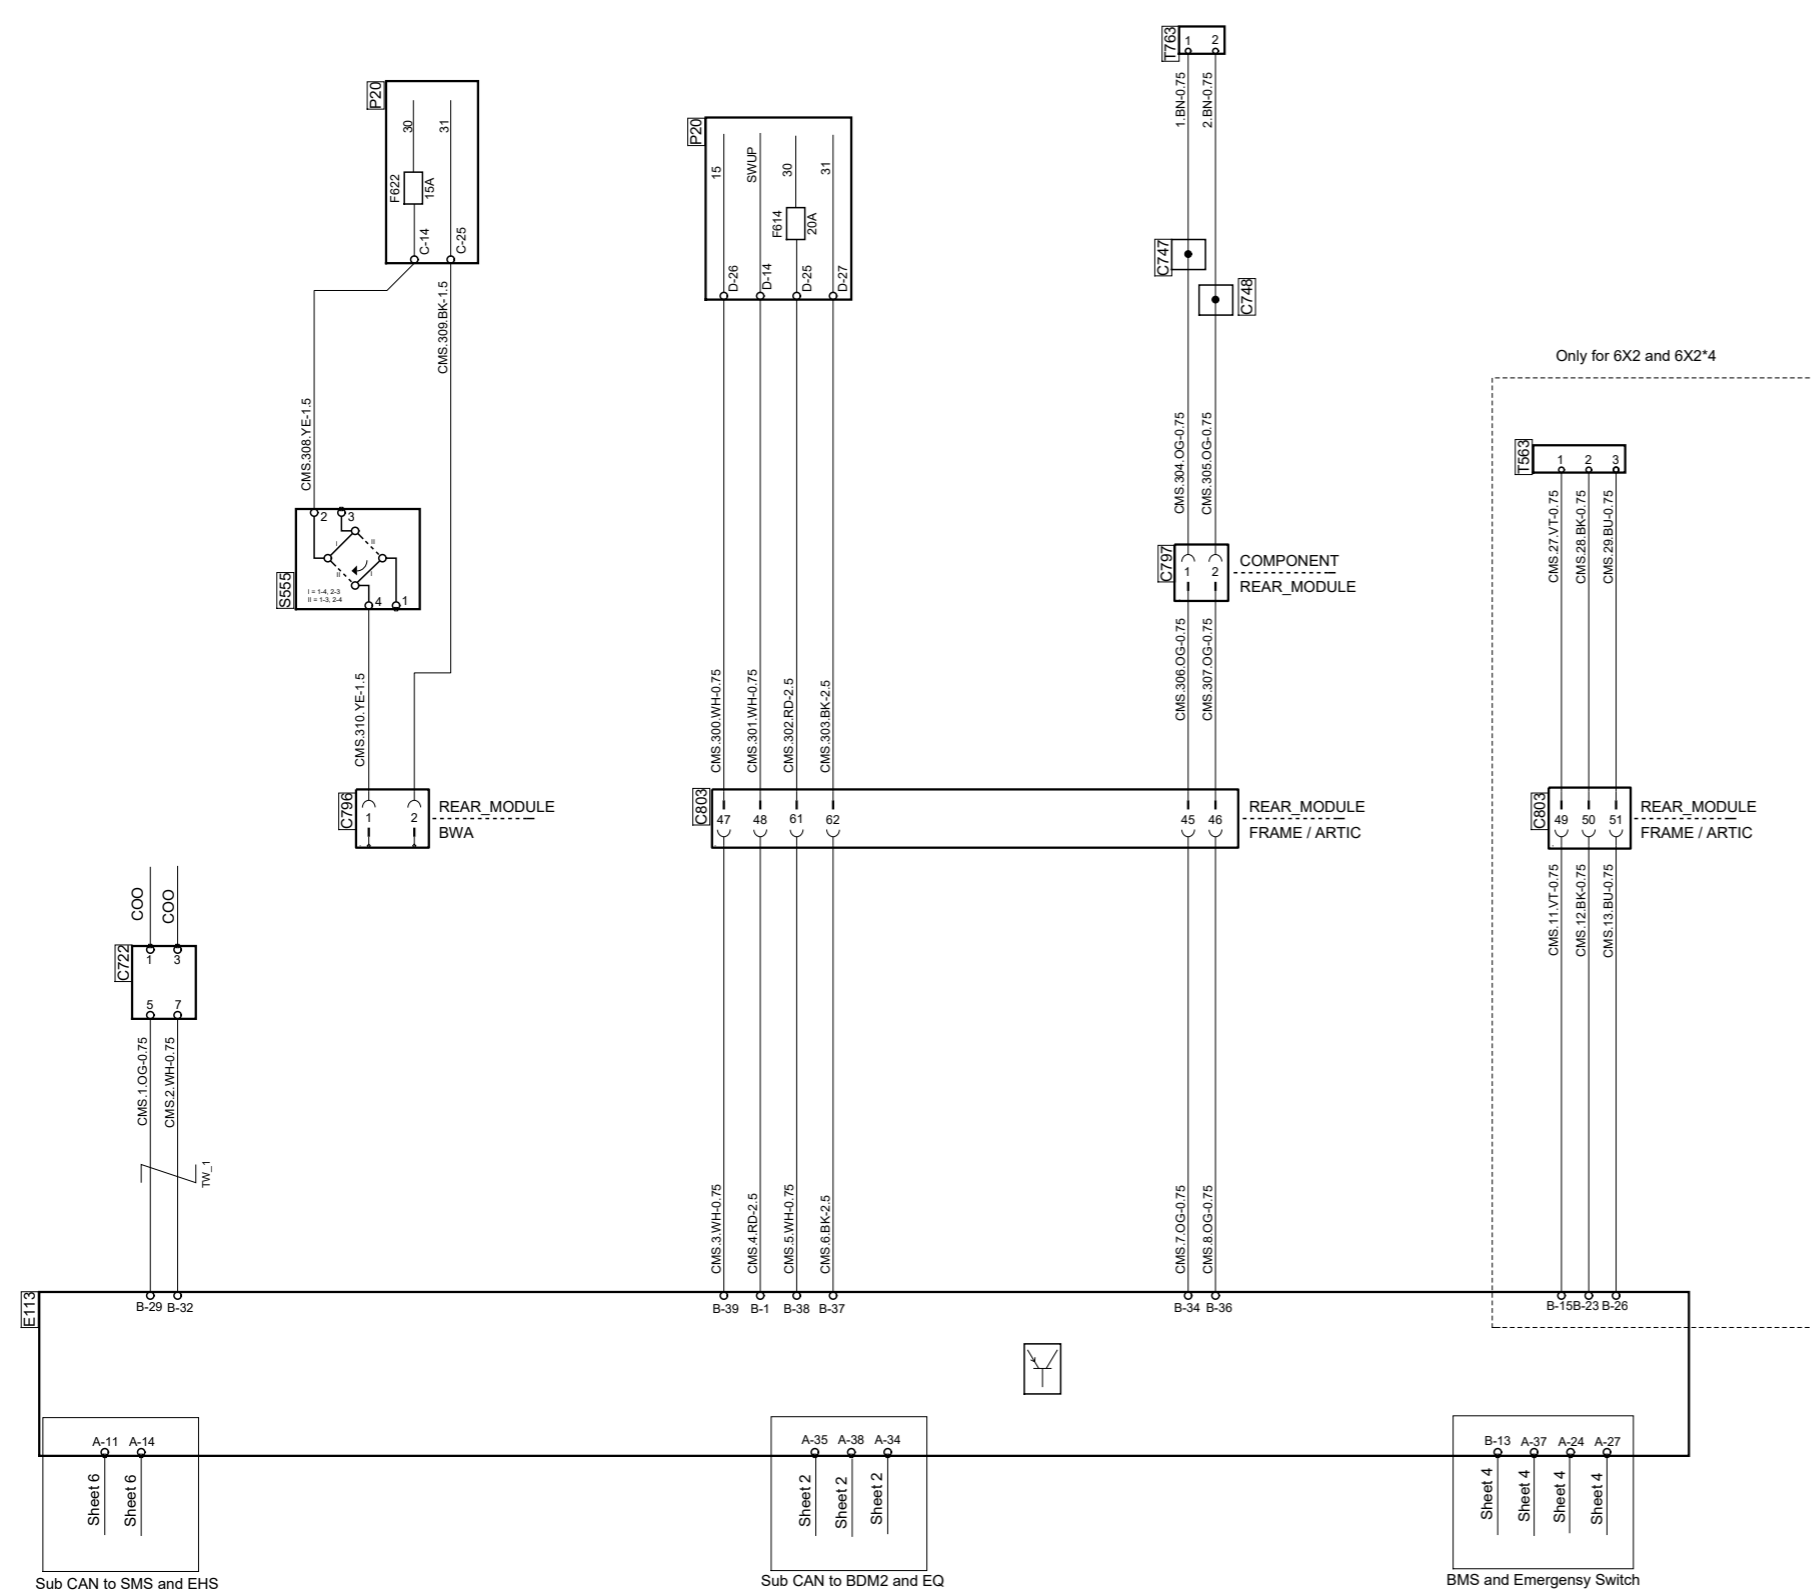 T763
1 2
1.BN-0.75
2.BN-0.75
P20
30
31
F622
15A
C-14
C-25
P20
15
SWUP
30
31
F614
20A
D-26
D-14
D-25
D-27
C747
C748
CMS.308.YE-1.5
CMS.309.BK-1.5
Only for 6X2 and 6X2*4
CMS.304.OG-0.75
CMS.305.OG-0.75
T563
1 2 3
CMS.27.VT-0.75
CMS.28.BK-0.75
CMS.29.BU-0.75
S555
2 3
I II
II I
I = 1-4, 2-3
II = 1-3, 2-4
4 1
C797
1 2
COMPONENT
REAR_MODULE
CMS.310.YE-1.5
CMS.300.WH-0.75
CMS.301.WH-0.75
CMS.302.RD-2.5
CMS.303.BK-2.5
CMS.306.OG-0.75
CMS.307.OG-0.75
C796
1 2
REAR_MODULE
BWA
C803
47 48 61 62 45 46
REAR_MODULE
FRAME / ARTIC
C803
49 50 51
REAR_MODULE
FRAME / ARTIC
COO
COO
C722
1 3
5 7
CMS.1.OG-0.75
CMS.2.WH-0.75
TW_1
CMS.11.VT-0.75
CMS.12.BK-0.75
CMS.13.BU-0.75
CMS.3.WH-0.75
CMS.4.RD-2.5
CMS.5.WH-0.75
CMS.6.BK-2.5
CMS.7.OG-0.75
CMS.8.OG-0.75
E113
B-29 B-32 B-39 B-1 B-38 B-37 B-34 B-36 B-15 B-23 B-26
A-11 A-14
Sheet 6
Sheet 6
Sub CAN to SMS and EHS
A-35 A-38 A-34
Sheet 2
Sheet 2
Sheet 2
Sub CAN to BDM2 and EQ
B-13 A-37 A-24 A-27
Sheet 4
Sheet 4
Sheet 4
Sheet 4
BMS and Emergensy Switch